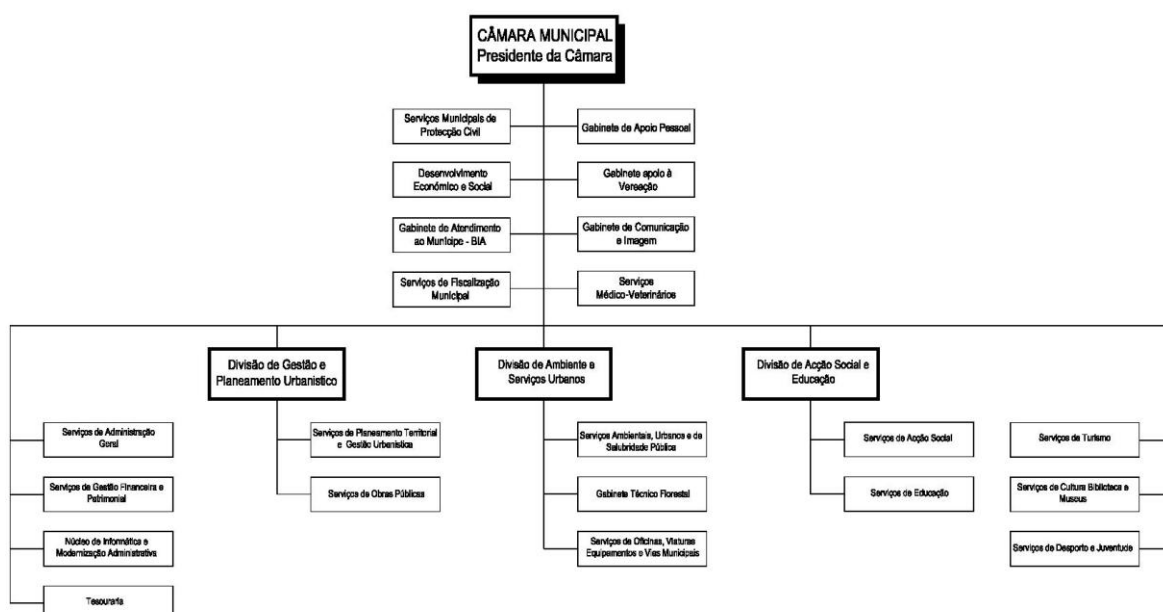 CÂMARA MUNICIPAL
Presidente da Câmara
Serviços Municipais de
Protecção Civil
Gabinete de Apoio Pessoal
Desenvolvimento
Económico e Social
Gabinete apoio à
Vereação
Gabinete de Atendimento
ao Munícipe - BIA
Gabinete de Comunicação
e Imagem
Serviços de Fiscalização
Municipal
Serviços
Médico-Veterinários
Divisão de Gestão e
Planeamento Urbanistico
Divisão de Ambiente e
Serviços Urbanos
Divisão de Acção Social e
Educação
Serviços de Administração
Geral
Serviços de Planeamento Territorial
e Gestão Urbanística
Serviços Ambientais, Urbanos e de
Salubridade Pública
Serviços de Acção Social
Serviços de Turismo
Serviços de Gestão Financeira e
Patrimonial
Serviços de Obras Públicas
Gabinete Técnico Florestal
Serviços de Educação
Serviços de Cultura Biblioteca e
Museus
Núcleo de Informática e
Modernização Administrativa
Serviços de Oficinas, Viaturas
Equipamentos e Vias Municipais
Serviços de Desporto e Juventude
Tesouraria